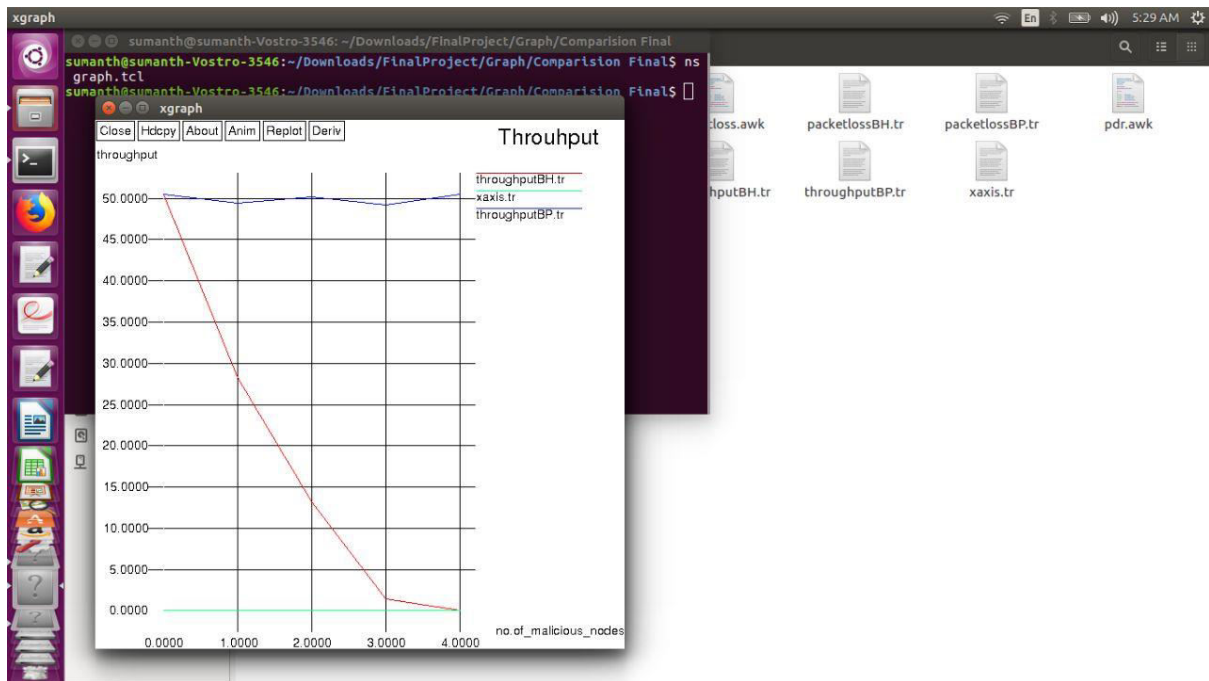 xgraph
En
5:29 AM
sumanth@sumanth-Vostro-3546: ~/Downloads/FinalProject/Graph/Comparision Final
sumanth@sumanth-Vostro-3546:~/Downloads/FinalProject/Graph/Comparision Final$ ns
graph.tcl
sumanth@sumanth-Vostro-3546:~/Downloads/FinalProject/Graph/Comparision Final$
xgraph
Close Hdcpy About Anim Replot Deriv
Throuhput
throughput
throughputBH.tr
xaxis.tr
throughputBP.tr
50.0000
45.0000
40.0000
35.0000
30.0000
25.0000
20.0000
15.0000
10.0000
5.0000
0.0000
no.of_malicious_nodes
0.0000 1.0000 2.0000 3.0000 4.0000
packetlossBH.tr packetlossBP.tr pdr.awk
throughputBP.tr xaxis.tr